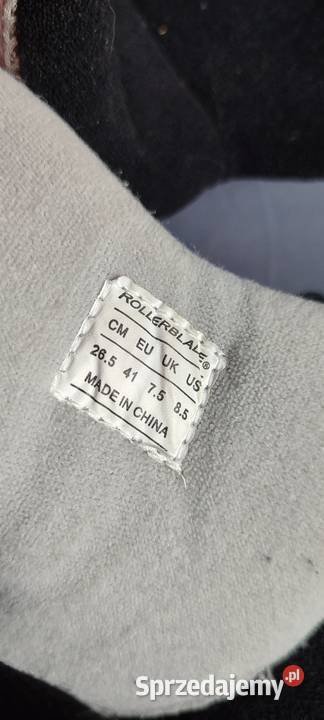 ROLLERBLADE®
CM EU UK US
26.5 41 7.5 8.5
MADE IN CHINA
Sprzedajemy.pl